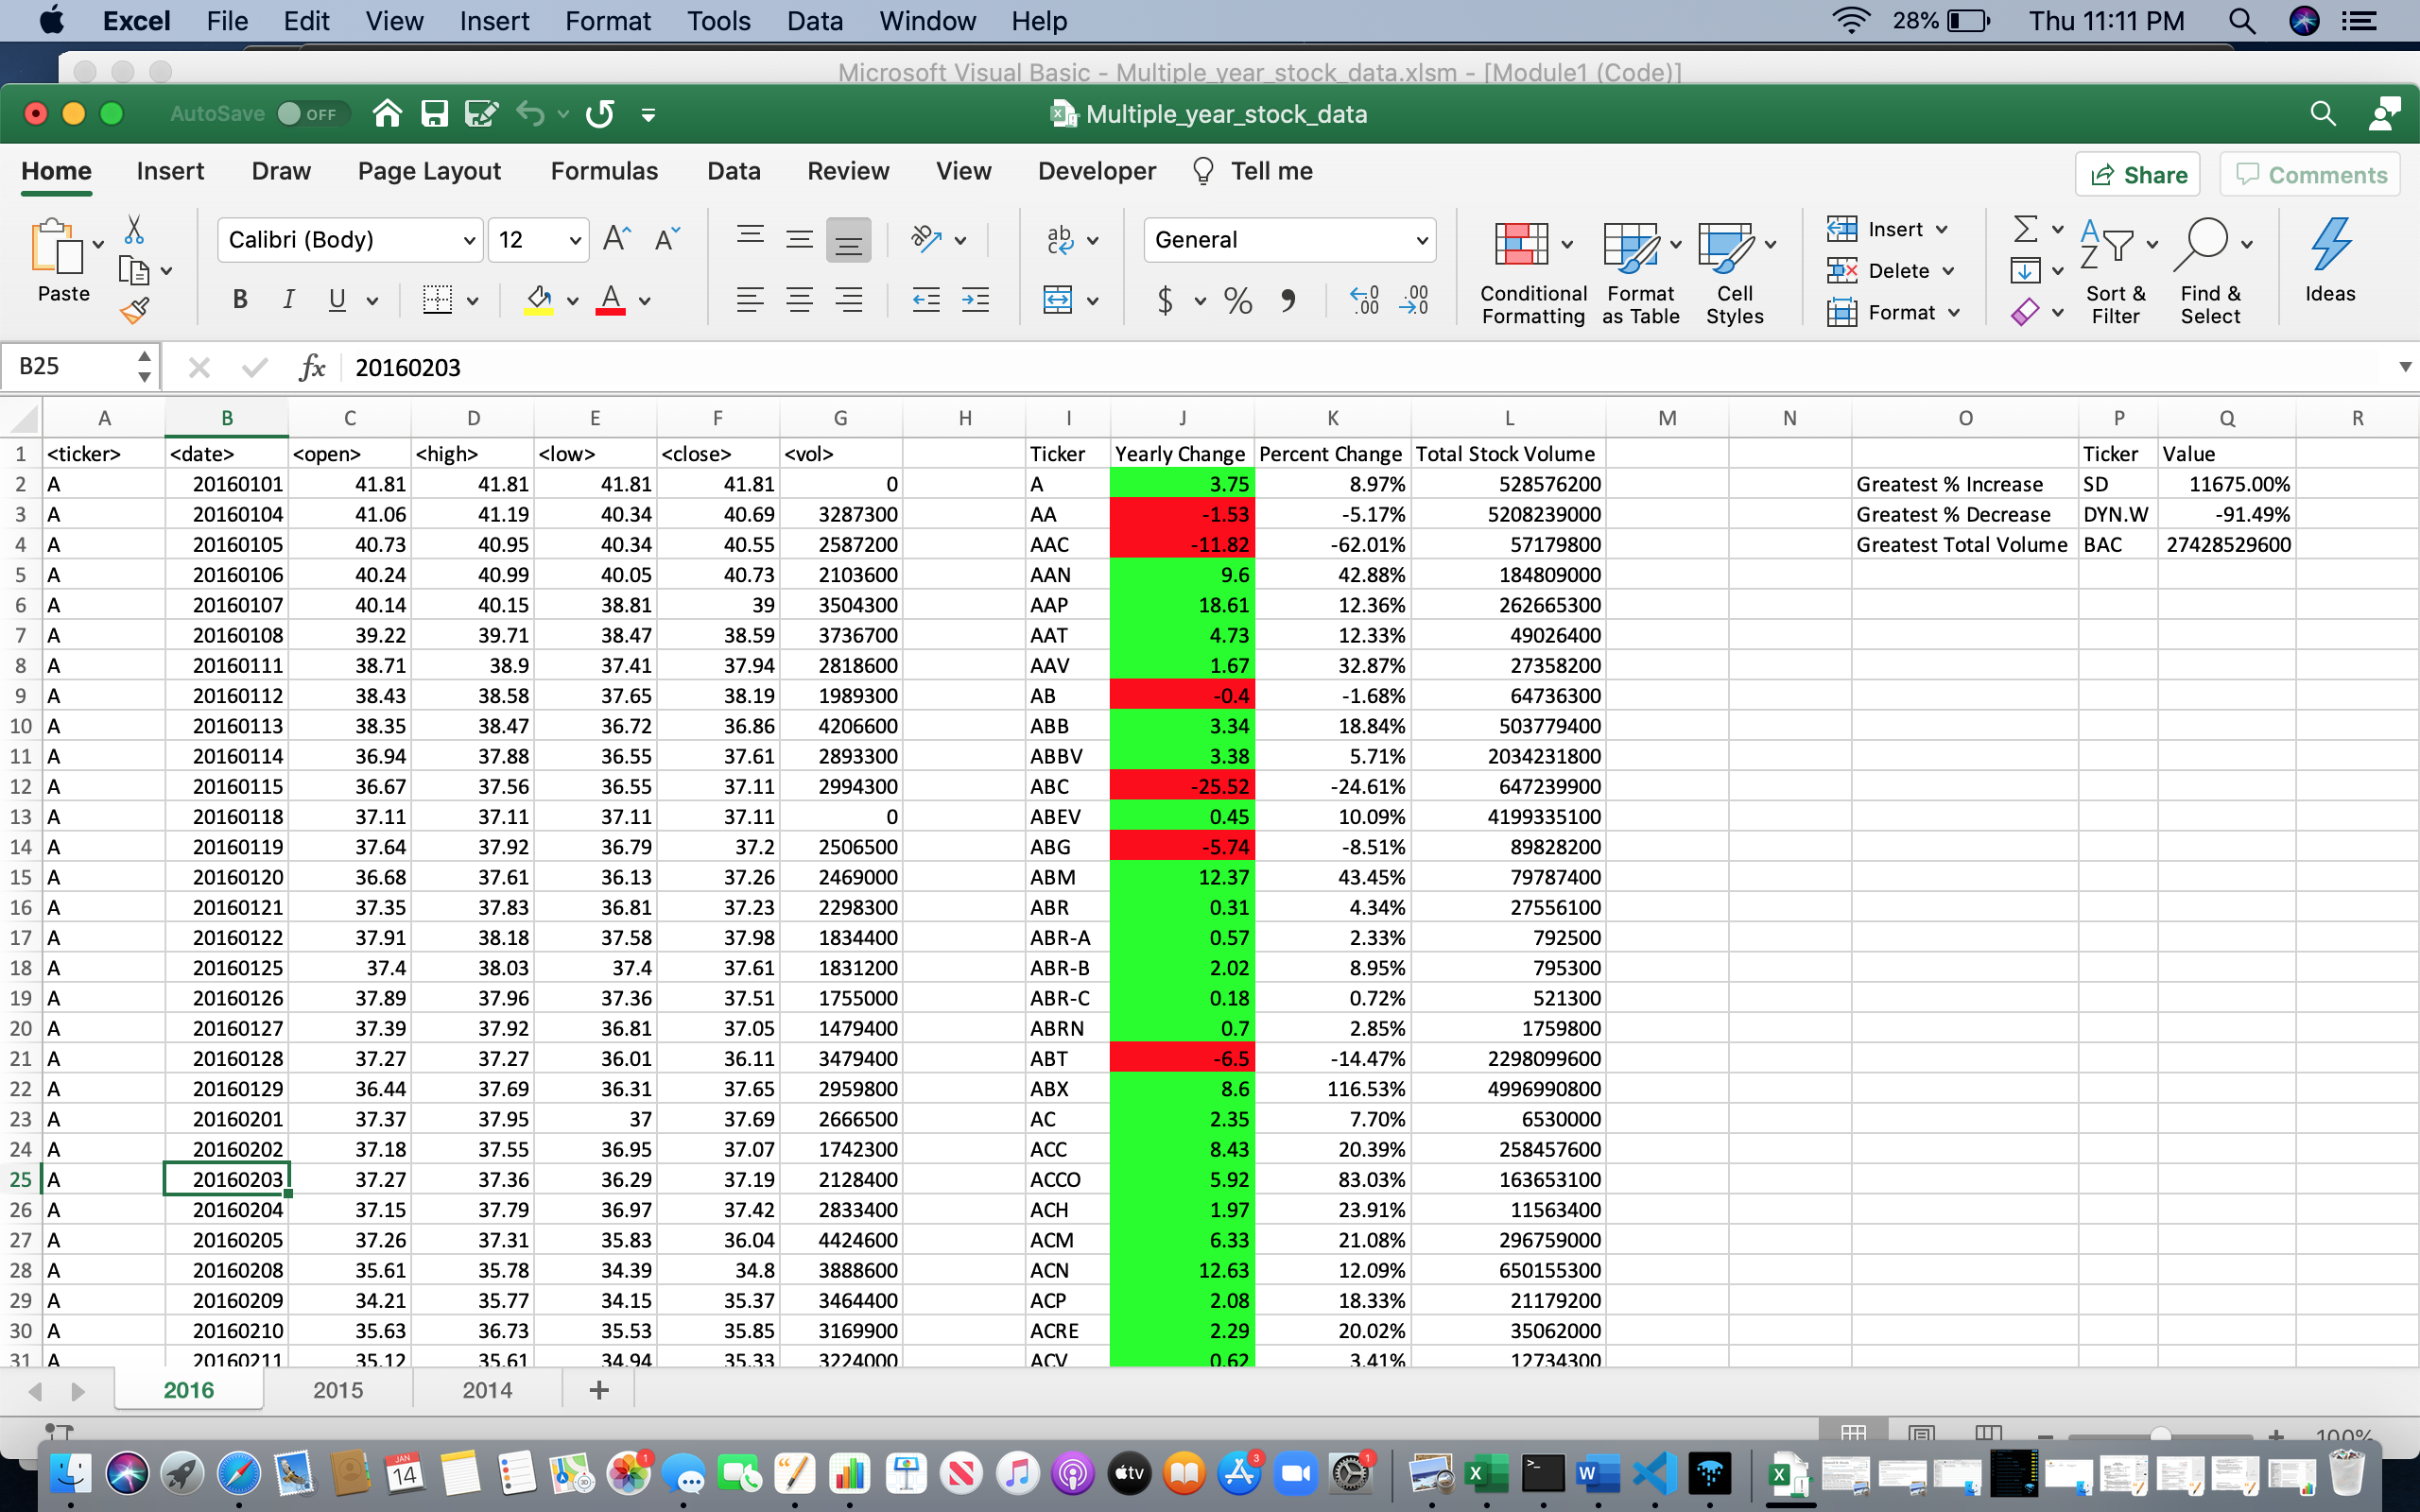 Excel File Edit View Insert Format Tools Data Window Help 28% Thu 11:11 PM
Microsoft Visual Basic - Multiple_year_stock_data.xlsm - [Module1 (Code)]
AutoSave OFF Multiple_year_stock_data
Home Insert Draw Page Layout Formulas Data Review View Developer Tell me Share Comments
Paste Calibri (Body) 12 General Conditional Formatting Format as Table Cell Styles Insert Delete Format Sort & Filter Find & Select Ideas
B25 fx 20160203
A B C D E F G H I J K L M N O P Q R
1 <ticker> <date> <open> <high> <low> <close> <vol> Ticker Yearly Change Percent Change Total Stock Volume Ticker Value
2 A 20160101 41.81 41.81 41.81 41.81 0 A 3.75 8.97% 528576200 Greatest % Increase SD 11675.00%
3 A 20160104 41.06 41.19 40.34 40.69 3287300 AA -1.53 -5.17% 5208239000 Greatest % Decrease DYN.W -91.49%
4 A 20160105 40.73 40.95 40.34 40.55 2587200 AAC -11.82 -62.01% 57179800 Greatest Total Volume BAC 27428529600
5 A 20160106 40.24 40.99 40.05 40.73 2103600 AAN 9.6 42.88% 184809000
6 A 20160107 40.14 40.15 38.81 39 3504300 AAP 18.61 12.36% 262665300
7 A 20160108 39.22 39.71 38.47 38.59 3736700 AAT 4.73 12.33% 49026400
8 A 20160111 38.71 38.9 37.41 37.94 2818600 AAV 1.67 32.87% 27358200
9 A 20160112 38.43 38.58 37.65 38.19 1989300 AB -0.4 -1.68% 64736300
10 A 20160113 38.35 38.47 36.72 36.86 4206600 ABB 3.34 18.84% 503779400
11 A 20160114 36.94 37.88 36.55 37.61 2893300 ABBV 3.38 5.71% 2034231800
12 A 20160115 36.67 37.56 36.55 37.11 2994300 ABC -25.52 -24.61% 647239900
13 A 20160118 37.11 37.11 37.11 37.11 0 ABEV 0.45 10.09% 4199335100
14 A 20160119 37.64 37.92 36.79 37.2 2506500 ABG -5.74 -8.51% 89828200
15 A 20160120 36.68 37.61 36.13 37.26 2469000 ABM 12.37 43.45% 79787400
16 A 20160121 37.35 37.83 36.81 37.23 2298300 ABR 0.31 4.34% 27556100
17 A 20160122 37.91 38.18 37.58 37.98 1834400 ABR-A 0.57 2.33% 792500
18 A 20160125 37.4 38.03 37.4 37.61 1831200 ABR-B 2.02 8.95% 795300
19 A 20160126 37.89 37.96 37.36 37.51 1755000 ABR-C 0.18 0.72% 521300
20 A 20160127 37.39 37.92 36.81 37.05 1479400 ABRN 0.7 2.85% 1759800
21 A 20160128 37.27 37.27 36.01 36.11 3479400 ABT -6.5 -14.47% 2298099600
22 A 20160129 36.44 37.69 36.31 37.65 2959800 ABX 8.6 116.53% 4996990800
23 A 20160201 37.37 37.95 37 37.69 2666500 AC 2.35 7.70% 6530000
24 A 20160202 37.18 37.55 36.95 37.07 1742300 ACC 8.43 20.39% 258457600
25 A 20160203 37.27 37.36 36.29 37.19 2128400 ACCO 5.92 83.03% 163653100
26 A 20160204 37.15 37.79 36.97 37.42 2833400 ACH 1.97 23.91% 11563400
27 A 20160205 37.26 37.31 35.83 36.04 4424600 ACM 6.33 21.08% 296759000
28 A 20160208 35.61 35.78 34.39 34.8 3888600 ACN 12.63 12.09% 650155300
29 A 20160209 34.21 35.77 34.15 35.37 3464400 ACP 2.08 18.33% 21179200
30 A 20160210 35.63 36.73 35.53 35.85 3169900 ACRE 2.29 20.02% 35062000
31 A 20160211 35.12 35.61 34.94 35.33 3224000 ACV 0.62 3.41% 12734300
2016 2015 2014
100%
JAN 14 1 tv 3 1 X W X